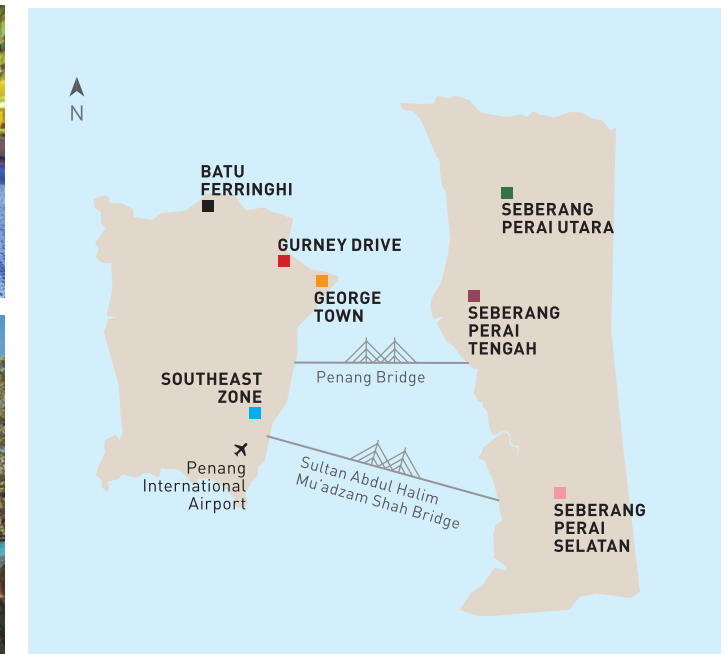 N
BATU
FERRINGHI
GURNEY DRIVE
GEORGE
TOWN
SEBERANG
PERAI UTARA
SEBERANG
PERAI
TENGAH
Penang Bridge
SOUTHEAST
ZONE
Penang
International
Airport
Sultan Abdul Halim
Mu'adzam Shah Bridge
SEBERANG
PERAI
SELATAN